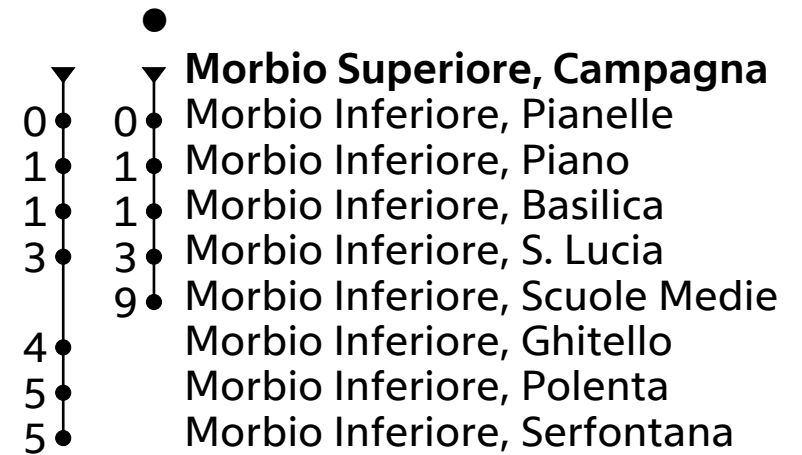 Morbio Superiore, Campagna
0 0 Morbio Inferiore, Pianelle
1 1 Morbio Inferiore, Piano
1 1 Morbio Inferiore, Basilica
3 3 Morbio Inferiore, S. Lucia
9 Morbio Inferiore, Scuole Medie
4 Morbio Inferiore, Ghitello
5 Morbio Inferiore, Polenta
5 Morbio Inferiore, Serfontana